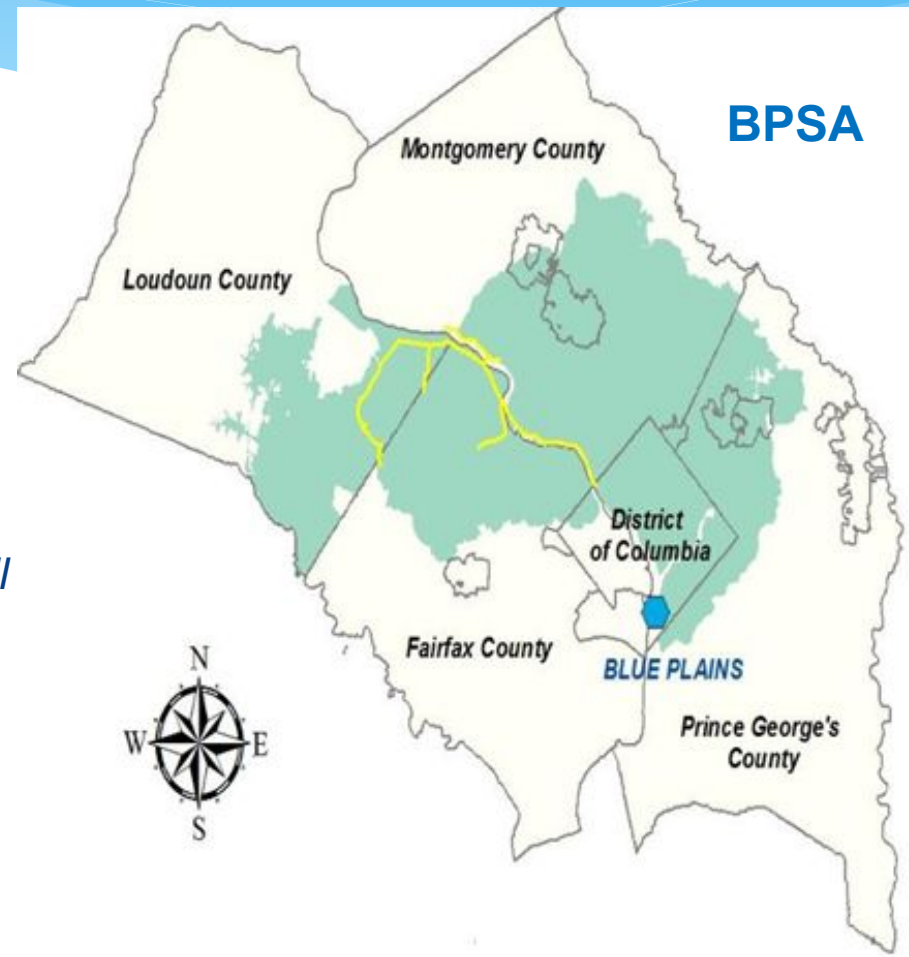 BPSA
Montgomery County
Loudoun County
District
of Columbia
Fairfax County
BLUE PLAINS
Prince George's
County
N
W E
S